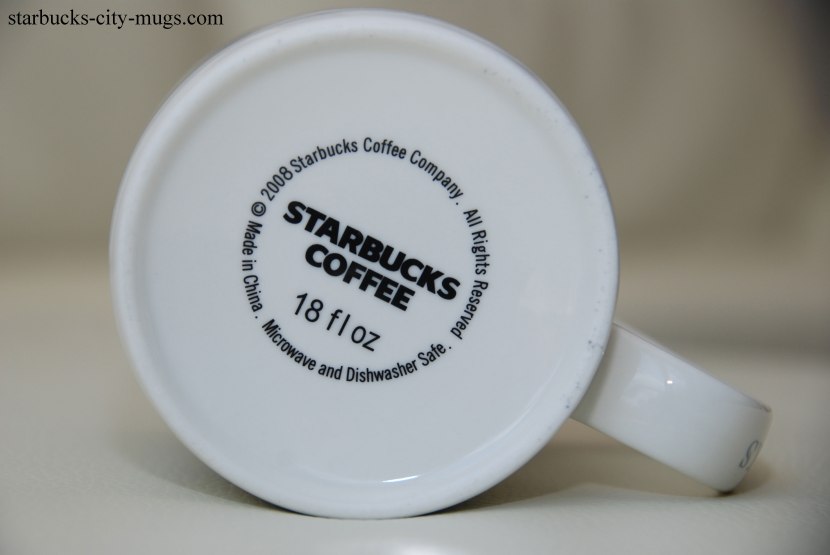 starbucks-city-mugs.com
© 2008 Starbucks Coffee Company . All Rights Reserved
STARBUCKS
COFFEE
18 fl oz
Made in China . Microwave and Dishwasher Safe .